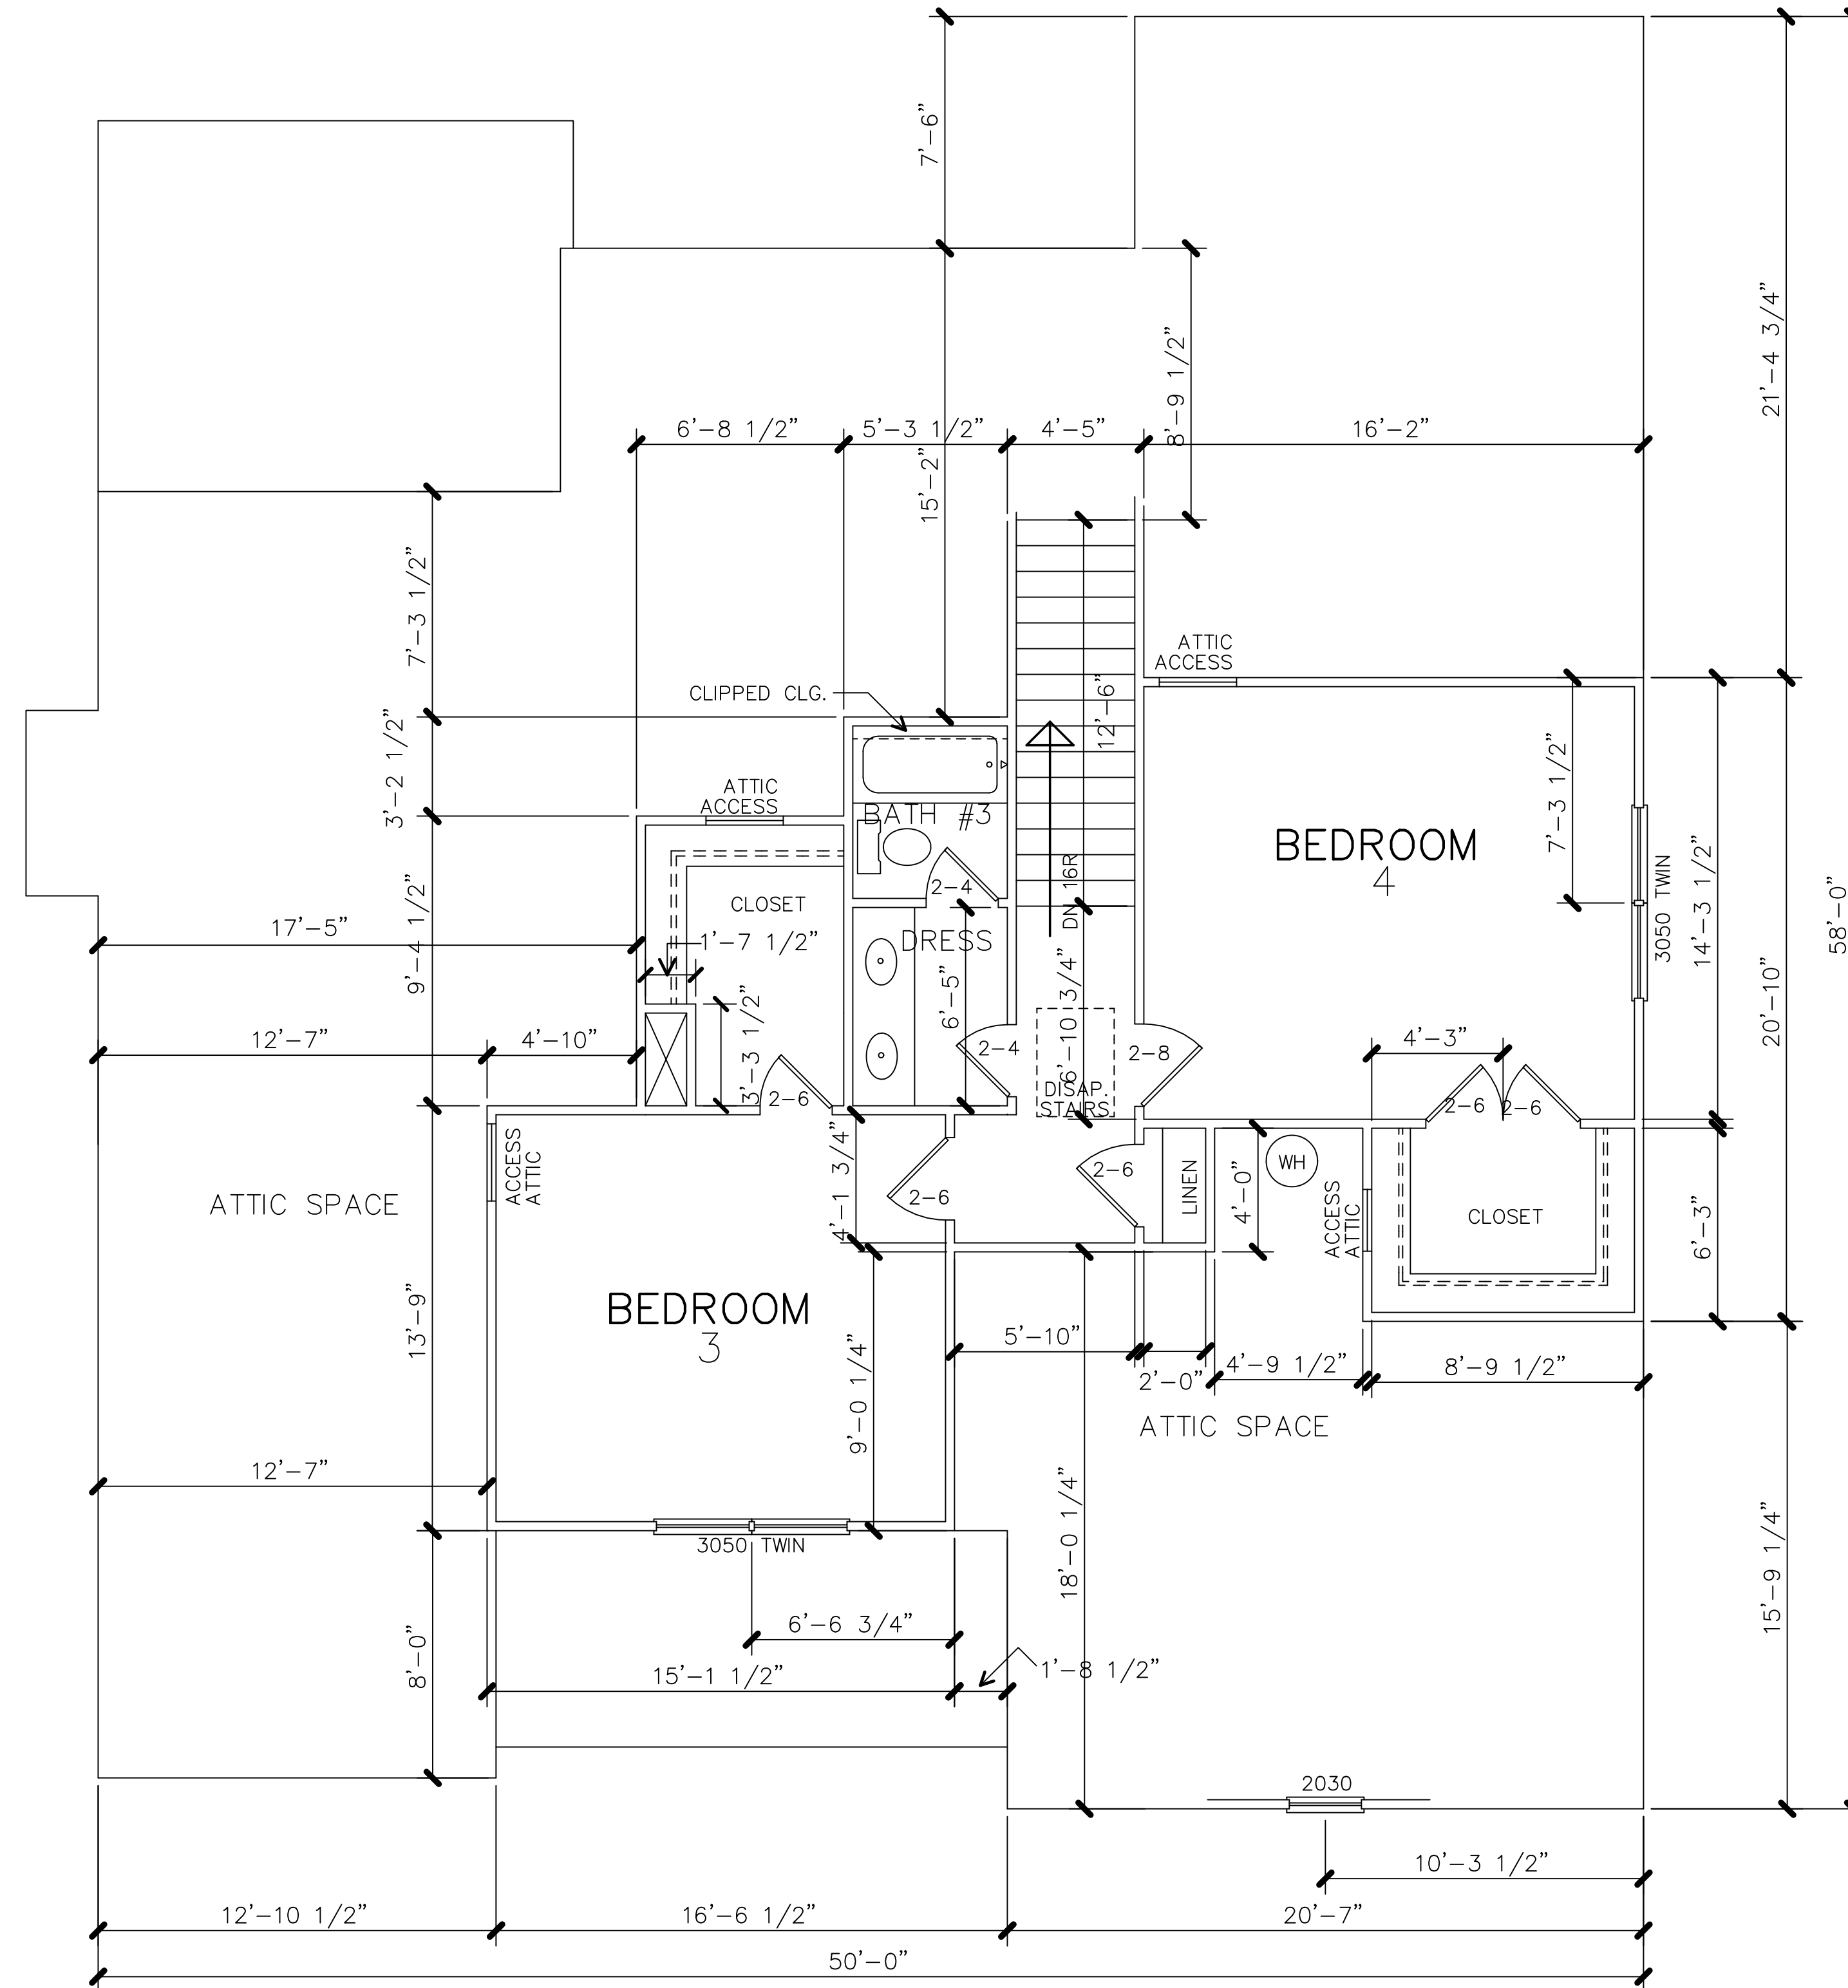 7'-6"
21'-4 3/4"
8'-9 1/2"
6'-8 1/2"
5'-3 1/2"
4'-5"
16'-2"
15'-2"
7'-3 1/2"
ATTIC
ACCESS
CLIPPED CLG.
12'-6"
3'-2 1/2"
7'-3 1/2"
ATTIC
ACCESS
BATH #3
BEDROOM
4
3050 TWIN
14'-3 1/2"
58'-0"
2-4
DN 16R
CLOSET
9'-4 1/2"
17'-5"
1'-7 1/2"
DRESS
6'-5"
6'-10 3/4"
20'-10"
3'-3 1/2"
12'-7"
4'-10"
4'-3"
2-4
2-8
DISAP.
STAIRS
2-6
2-6
2-6
ACCESS
ATTIC
4'-1 3/4"
2-6
2-6
LINEN
4'-0"
WH
ACCESS
ATTIC
CLOSET
6'-3"
ATTIC SPACE
BEDROOM
3
13'-9"
9'-0 1/4"
5'-10"
2'-0"
4'-9 1/2"
8'-9 1/2"
ATTIC SPACE
12'-7"
18'-0 1/4"
15'-9 1/4"
3050 TWIN
6'-6 3/4"
8'-0"
15'-1 1/2"
1'-8 1/2"
2030
10'-3 1/2"
12'-10 1/2"
16'-6 1/2"
20'-7"
50'-0"